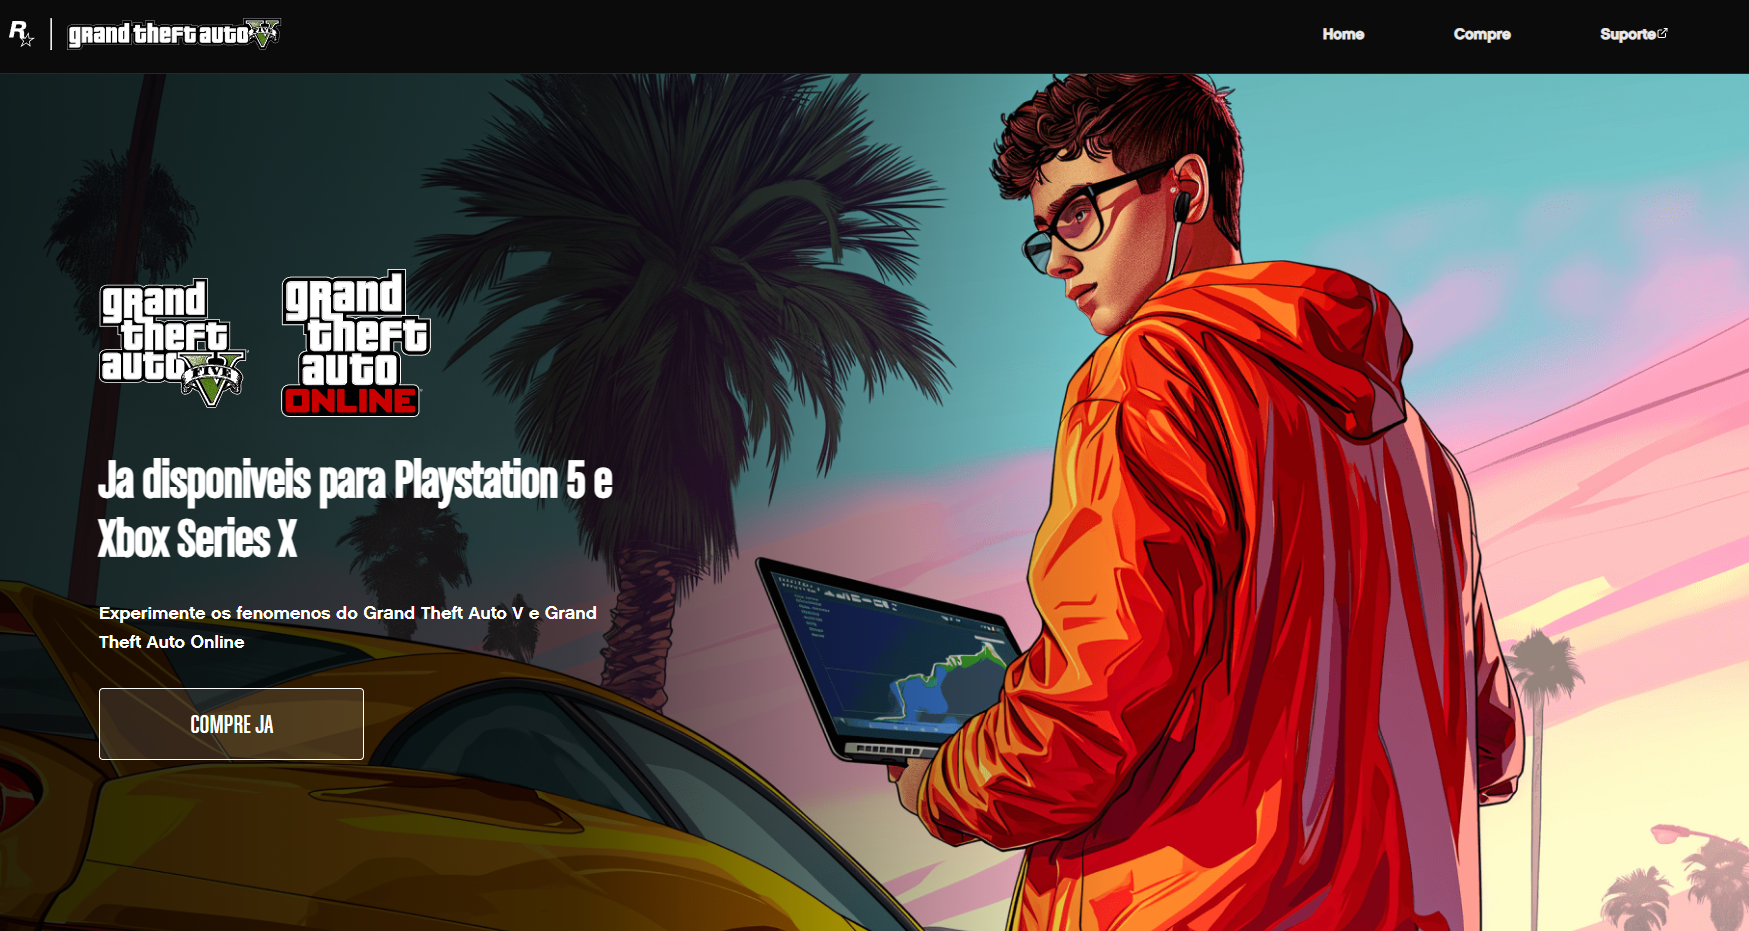 R
grand theft auto V
FIVE
Home
Compre
Suporte
grand
theft
auto V
FIVE
grand
theft
auto
ONLINE
Ja disponiveis para Playstation 5 e
Xbox Series X
Experimente os fenomenos do Grand Theft Auto V e Grand
Theft Auto Online
COMPRE JA